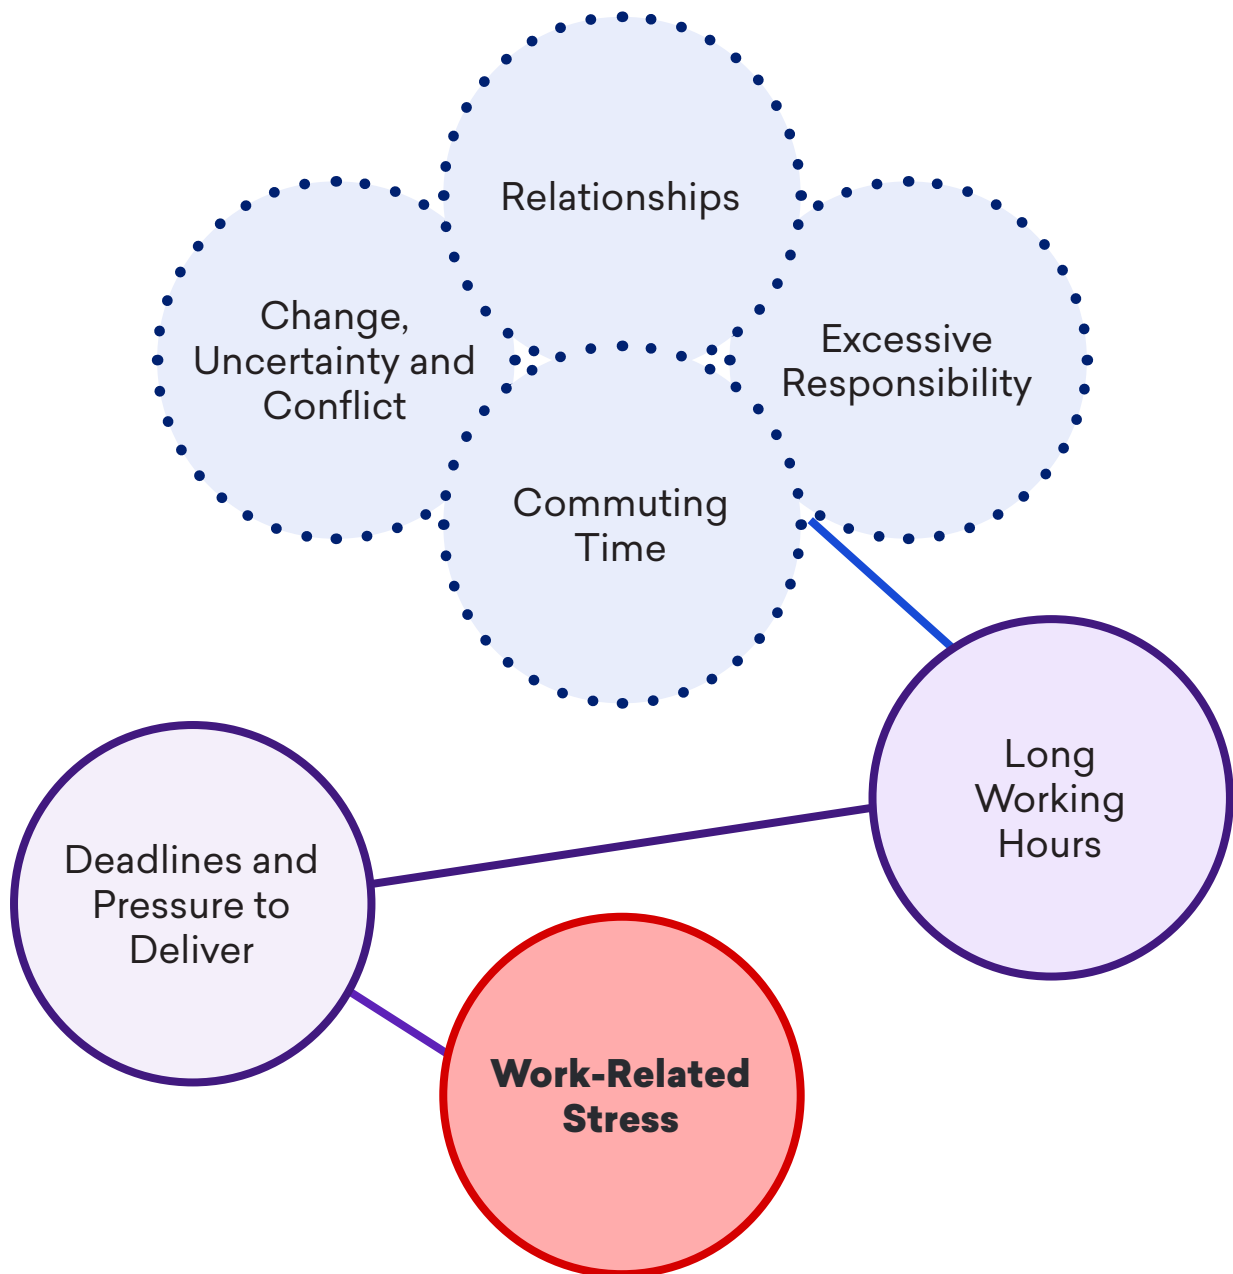 Relationships
Change,
Uncertainty and
Conflict
Excessive
Responsibility
Commuting
Time
Long
Working
Hours
Deadlines and
Pressure to
Deliver
Work-Related
Stress